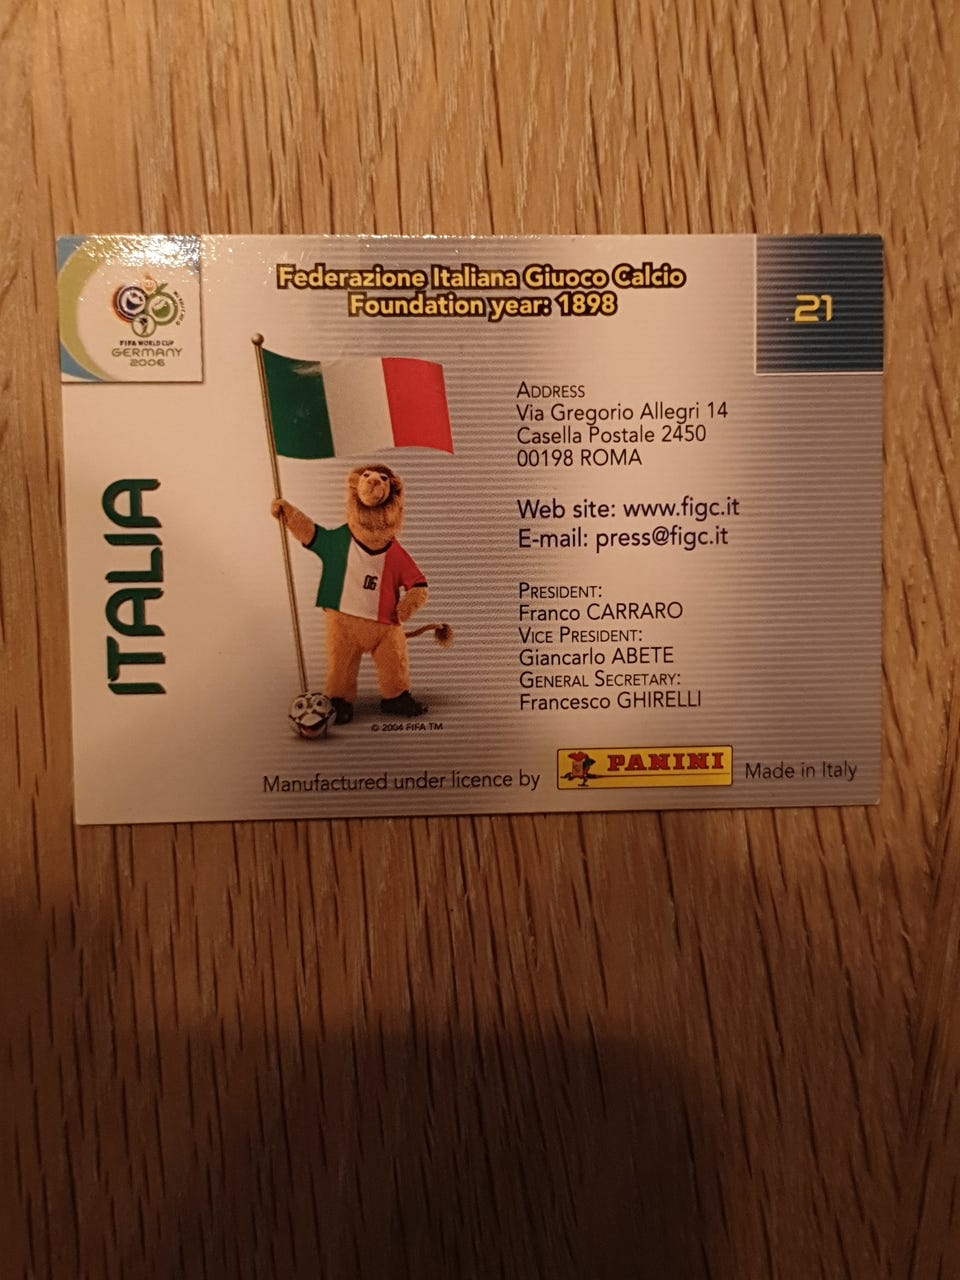 FIFA WORLD CUP
GERMANY
2006
Federazione Italiana Giuoco Calcio
Foundation year: 1898
21
ITALIA
06
© 2004 FIFA TM
ADDRESS
Via Gregorio Allegri 14
Casella Postale 2450
00198 ROMA
Web site: www.figc.it
E-mail: press@figc.it
PRESIDENT:
Franco CARRARO
VICE PRESIDENT:
Giancarlo ABETE
GENERAL SECRETARY:
Francesco GHIRELLI
Manufactured under licence by PANINI Made in Italy